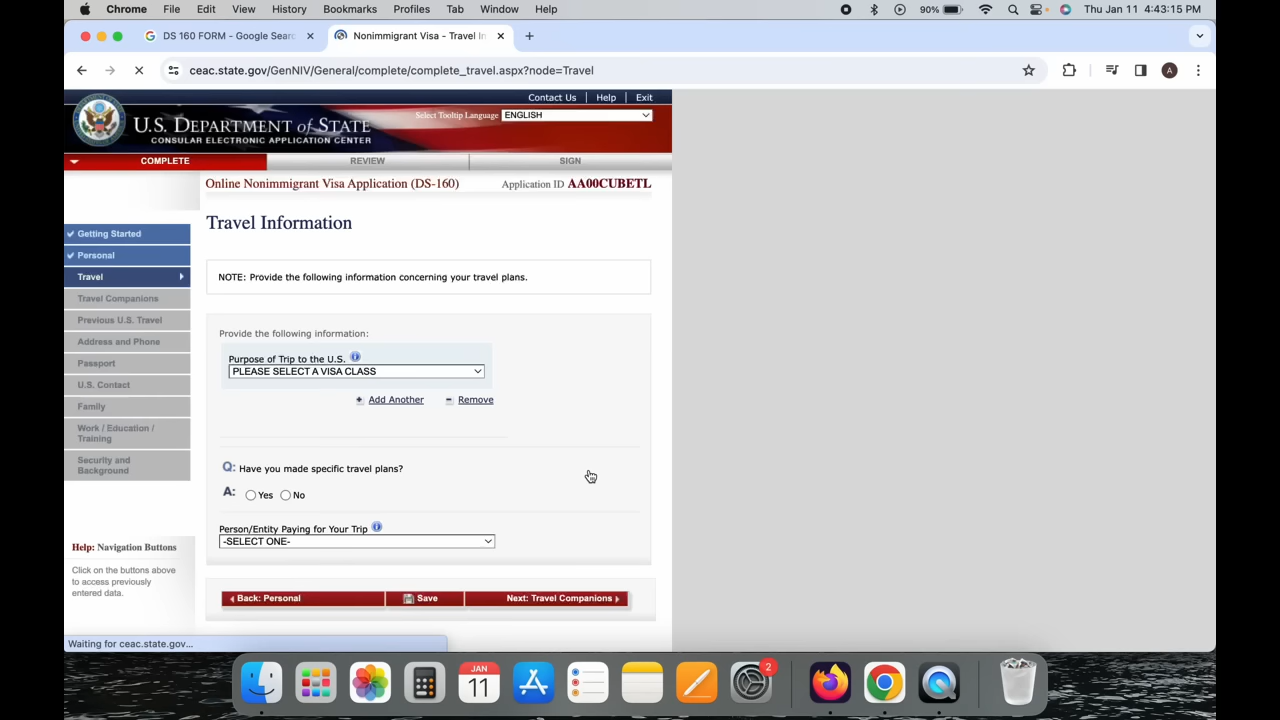 Chrome File Edit View History Bookmarks Profiles Tab Window Help 90% Thu Jan 11 4:43:15 PM
DS 160 FORM - Google Sear
Nonimmigrant Visa - Travel In
ceac.state.gov/GenNIV/General/complete/complete_travel.aspx?node=Travel
A
Contact Us | Help | Exit
Select Tooltip Language ENGLISH
U.S. DEPARTMENT of STATE
CONSULAR ELECTRONIC APPLICATION CENTER
COMPLETE REVIEW SIGN
Online Nonimmigrant Visa Application (DS-160) Application ID AA00CUBETL
Travel Information
Getting Started
Personal
Travel
Travel Companions
Previous U.S. Travel
Address and Phone
Passport
U.S. Contact
Family
Work / Education /
Training
Security and
Background
Help: Navigation Buttons
Click on the buttons above
to access previously
entered data.
NOTE: Provide the following information concerning your travel plans.
Provide the following information:
Purpose of Trip to the U.S.
PLEASE SELECT A VISA CLASS
Add Another Remove
Q: Have you made specific travel plans?
A: Yes No
Person/Entity Paying for Your Trip
-SELECT ONE-
Back: Personal Save Next: Travel Companions
Waiting for ceac.state.gov...
JAN
11
2